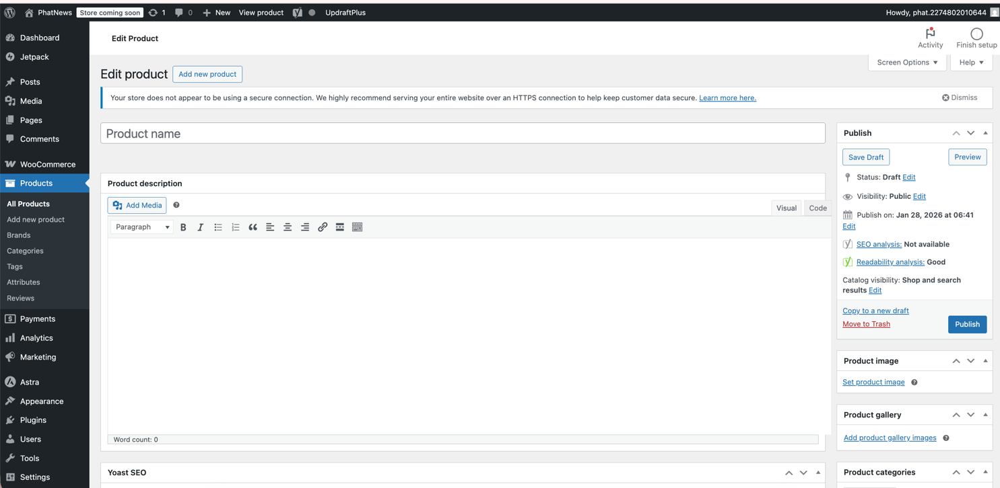 PhatNews Store coming soon 1 0 New View product UpdraftPlus Howdy, phat.2274802010644
Dashboard
Jetpack
Posts
Media
Pages
Comments
WooCommerce
Products
All Products
Add new product
Brands
Categories
Tags
Attributes
Reviews
Payments
Analytics
Marketing
Astra
Appearance
Plugins
Users
Tools
Settings
Edit Product
Activity
Finish setup
Screen Options
Help
Edit product
Add new product
Your store does not appear to be using a secure connection. We highly recommend serving your entire website over an HTTPS connection to help keep customer data secure. Learn more here.
Dismiss
Product name
Product description
Add Media
Visual
Code
Paragraph
Word count: 0
Yoast SEO
Publish
Save Draft
Preview
Status: Draft Edit
Visibility: Public Edit
Publish on: Jan 28, 2026 at 06:41
Edit
SEO analysis: Not available
Readability analysis: Good
Catalog visibility: Shop and search
results Edit
Copy to a new draft
Move to Trash
Publish
Product image
Set product image
Product gallery
Add product gallery images
Product categories